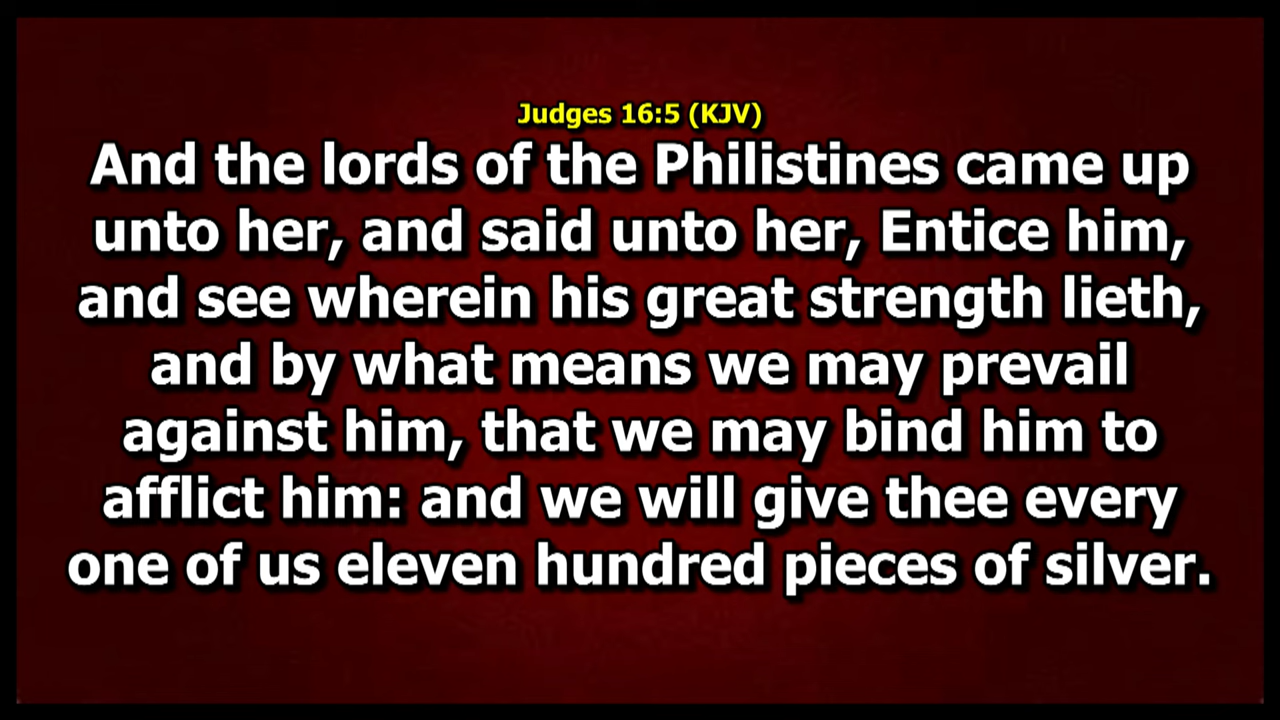 Judges 16:5 (KJV)
And the lords of the Philistines came up
unto her, and said unto her, Entice him,
and see wherein his great strength lieth,
and by what means we may prevail
against him, that we may bind him to
afflict him: and we will give thee every
one of us eleven hundred pieces of silver.